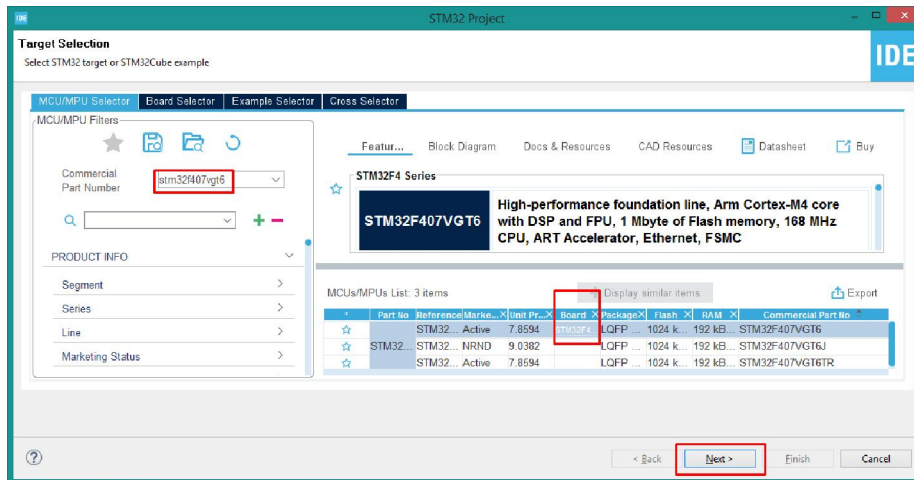 IDE
STM32 Project
Target Selection
Select STM32 target or STM32Cube example
IDE
MCU/MPU Selector Board Selector Example Selector Cross Selector
MCU/MPU Filters
Commercial
Part Number
stm32f407vgt6
PRODUCT INFO
Segment
Series
Line
Marketing Status
Featur... Block Diagram Docs & Resources CAD Resources Datasheet Buy
STM32F4 Series
STM32F407VGT6
High-performance foundation line, Arm Cortex-M4 core
with DSP and FPU, 1 Mbyte of Flash memory, 168 MHz
CPU, ART Accelerator, Ethernet, FSMC
MCUs/MPUs List: 3 items Display similar items Export
* Part No Reference Marke... X Unit Pr... X Board X Package X Flash X RAM X Commercial Part No
STM32... Active 7.8594 STM32F4... LQFP ... 1024 k... 192 kB... STM32F407VGT6
STM32... STM32... NRND 9.0382 LQFP ... 1024 k... 192 kB... STM32F407VGT6J
STM32... Active 7.8594 LQFP ... 1024 k... 192 kB... STM32F407VGT6TR
? < Back Next > Finish Cancel